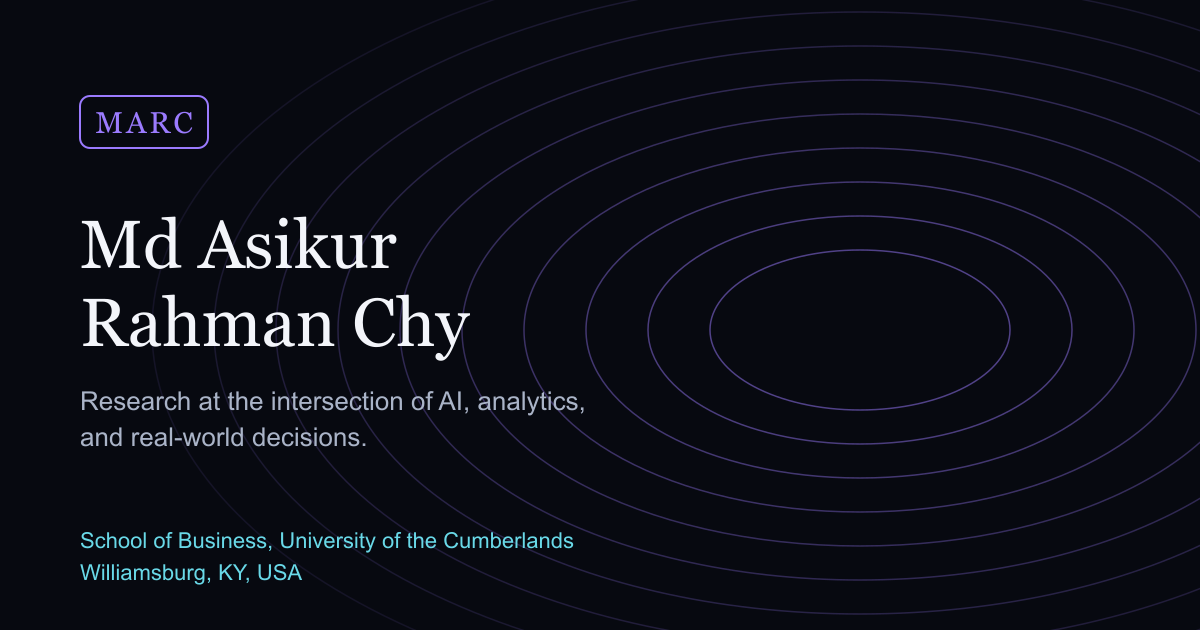 MARC
Md Asikur
Rahman Chy
Research at the intersection of AI, analytics,
and real-world decisions.
School of Business, University of the Cumberlands
Williamsburg, KY, USA